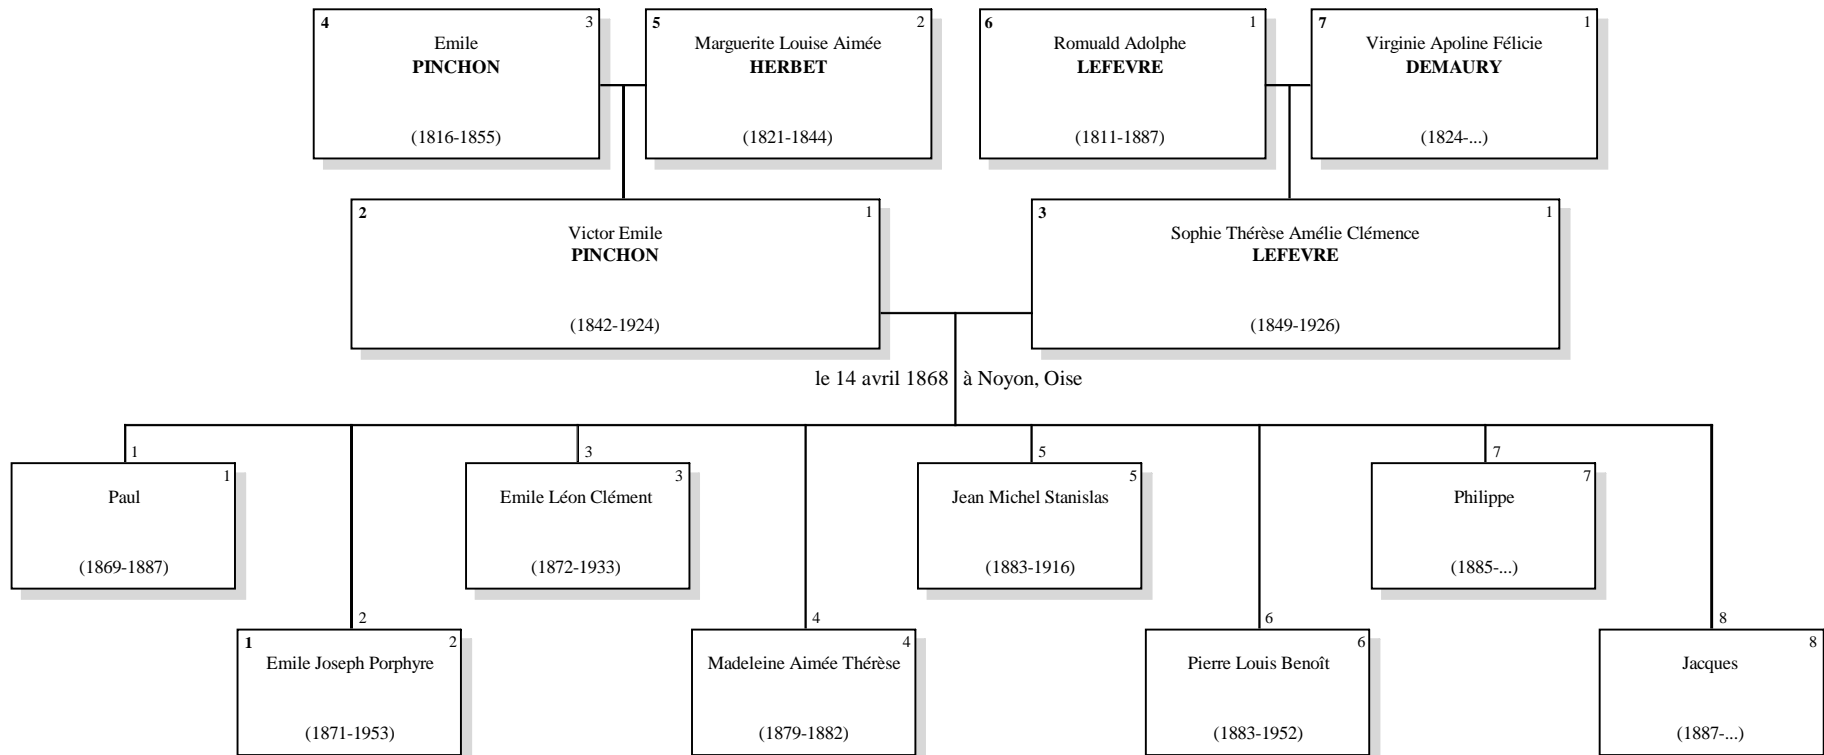 4 3
Emile
PINCHON
(1816-1855)
5 2
Marguerite Louise Aimée
HERBET
(1821-1844)
6 1
Romuald Adolphe
LEFEVRE
(1811-1887)
7 1
Virginie Apoline Félicie
DEMAURY
(1824-...)
2 1
Victor Emile
PINCHON
(1842-1924)
3 1
Sophie Thérèse Amélie Clémence
LEFEVRE
(1849-1926)
le 14 avril 1868 à Noyon, Oise
1
1
Paul
(1869-1887)
3
3
Emile Léon Clément
(1872-1933)
5
5
Jean Michel Stanislas
(1883-1916)
7
7
Philippe
(1885-...)
2
1 2
Emile Joseph Porphyre
(1871-1953)
4
4
Madeleine Aimée Thérèse
(1879-1882)
6
6
Pierre Louis Benoît
(1883-1952)
8
8
Jacques
(1887-...)